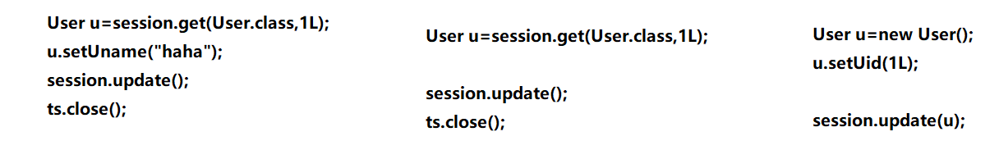 User u=session.get(User.class,1L);
u.setUname("haha");
session.update();
ts.close();
User u=session.get(User.class,1L);
session.update();
ts.close();
User u=new User();
u.setUid(1L);
session.update(u);